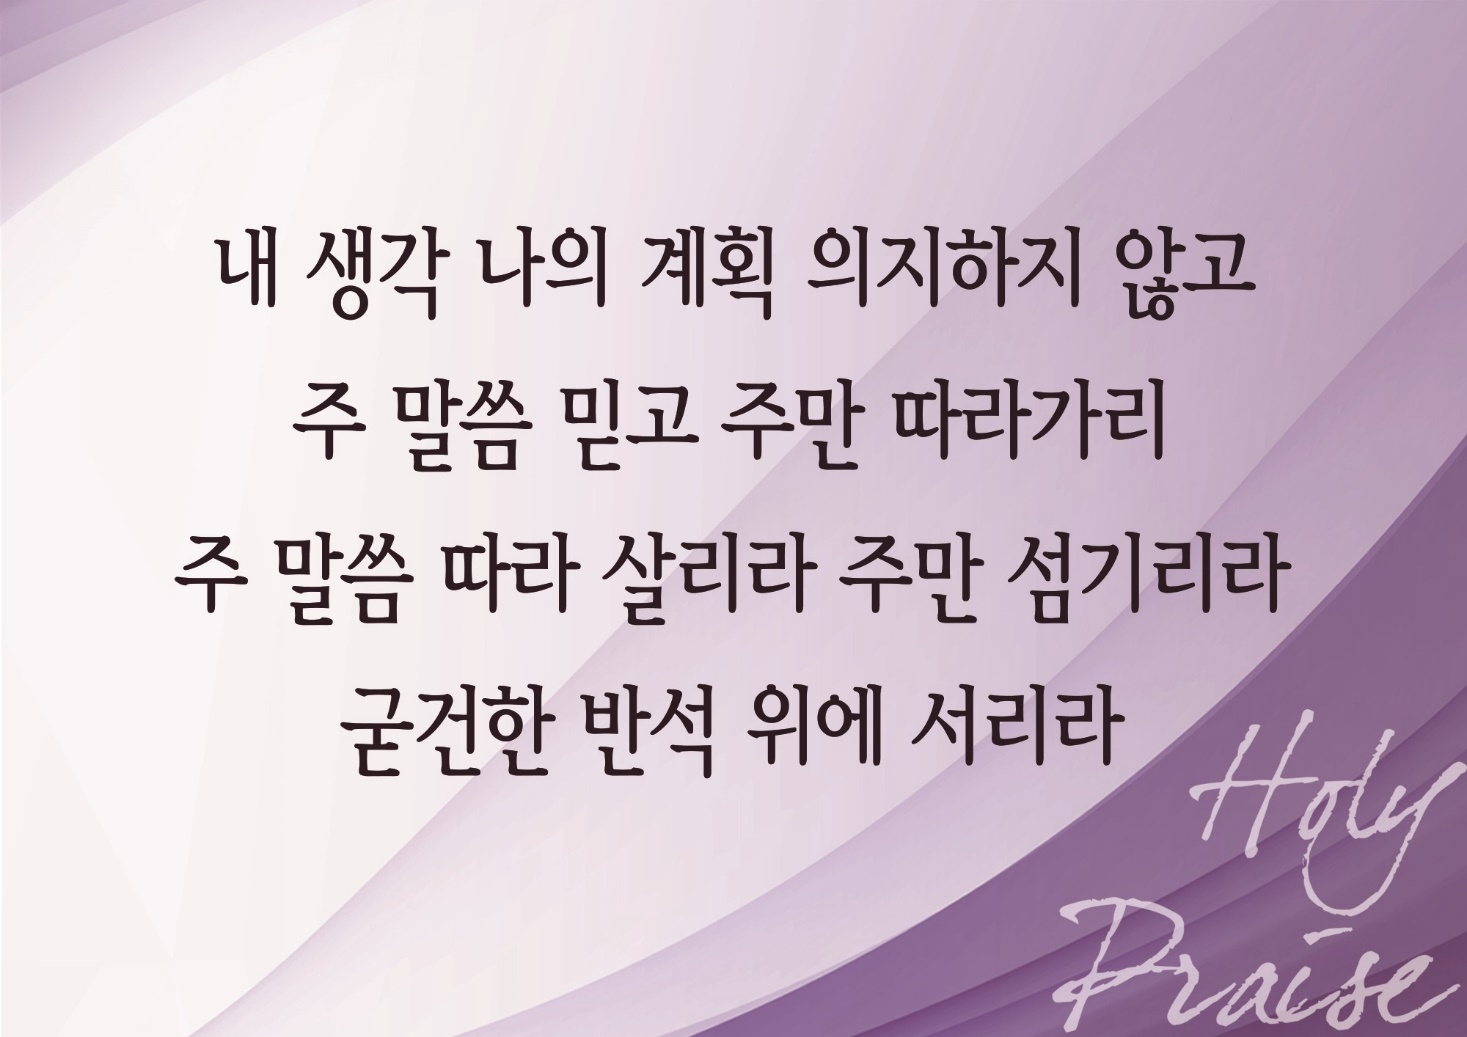 내 생각 나의 계획 의지하지 않고
주 말씀 믿고 주만 따라가리
주 말씀 따라 살리라 주만 섬기리라
굳건한 반석 위에 서리라
Holy
Praise